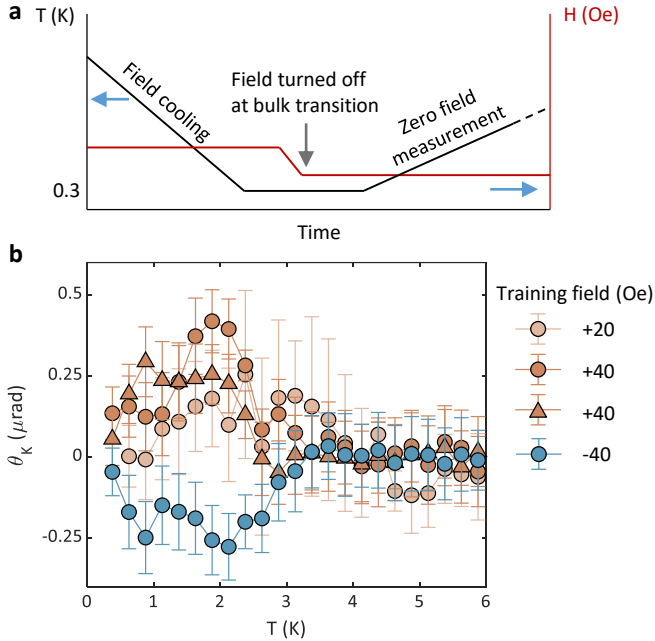 a
T (K)
H (Oe)
Field cooling
Field turned off
at bulk transition
Zero field
measurement
0.3
Time
b
0.5
0.25
0
-0.25
θK (μrad)
0
1
2
3
4
5
6
T (K)
Training field (Oe)
+20
+40
+40
-40